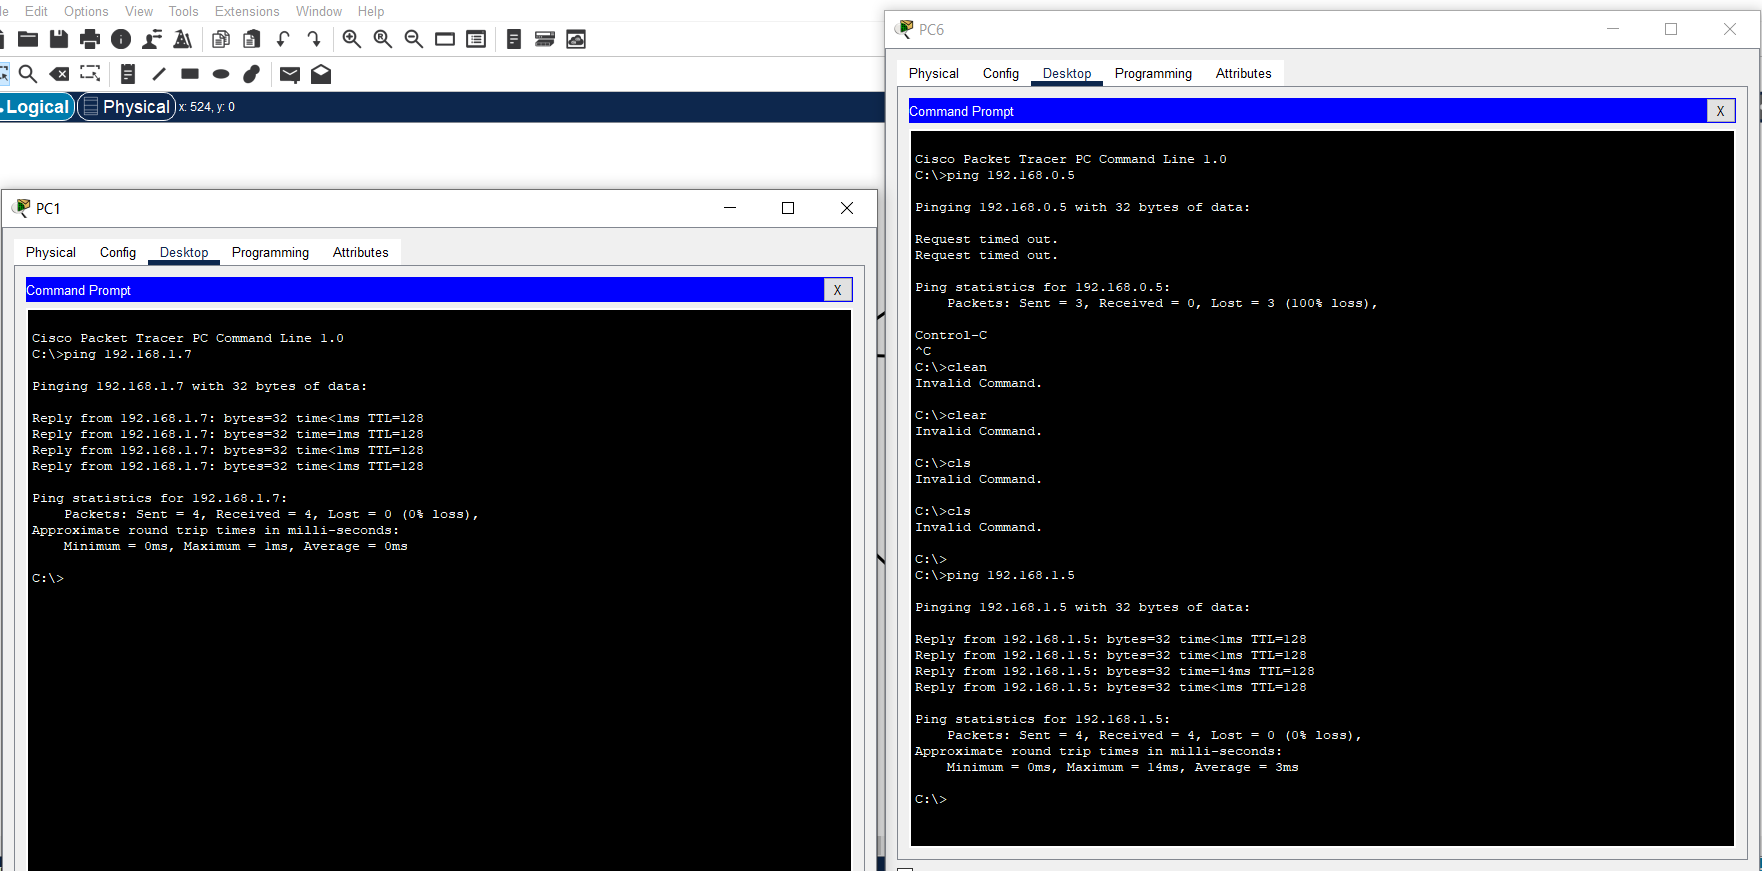 Edit Options View Tools Extensions Window Help
Logical Physical x: 524, y: 0
PC1
Physical Config Desktop Programming Attributes
Command Prompt X
Cisco Packet Tracer PC Command Line 1.0
C:\>ping 192.168.1.7
Pinging 192.168.1.7 with 32 bytes of data:
Reply from 192.168.1.7: bytes=32 time<1ms TTL=128
Reply from 192.168.1.7: bytes=32 time=1ms TTL=128
Reply from 192.168.1.7: bytes=32 time<1ms TTL=128
Reply from 192.168.1.7: bytes=32 time<1ms TTL=128
Ping statistics for 192.168.1.7:
Packets: Sent = 4, Received = 4, Lost = 0 (0% loss),
Approximate round trip times in milli-seconds:
Minimum = 0ms, Maximum = 1ms, Average = 0ms
C:\>
PC6
Physical Config Desktop Programming Attributes
Command Prompt X
Cisco Packet Tracer PC Command Line 1.0
C:\>ping 192.168.0.5
Pinging 192.168.0.5 with 32 bytes of data:
Request timed out.
Request timed out.
Ping statistics for 192.168.0.5:
Packets: Sent = 3, Received = 0, Lost = 3 (100% loss),
Control-C
^C
C:\>clean
Invalid Command.
C:\>clear
Invalid Command.
C:\>cls
Invalid Command.
C:\>cls
Invalid Command.
C:\>
C:\>ping 192.168.1.5
Pinging 192.168.1.5 with 32 bytes of data:
Reply from 192.168.1.5: bytes=32 time<1ms TTL=128
Reply from 192.168.1.5: bytes=32 time<1ms TTL=128
Reply from 192.168.1.5: bytes=32 time=14ms TTL=128
Reply from 192.168.1.5: bytes=32 time<1ms TTL=128
Ping statistics for 192.168.1.5:
Packets: Sent = 4, Received = 4, Lost = 0 (0% loss),
Approximate round trip times in milli-seconds:
Minimum = 0ms, Maximum = 14ms, Average = 3ms
C:\>